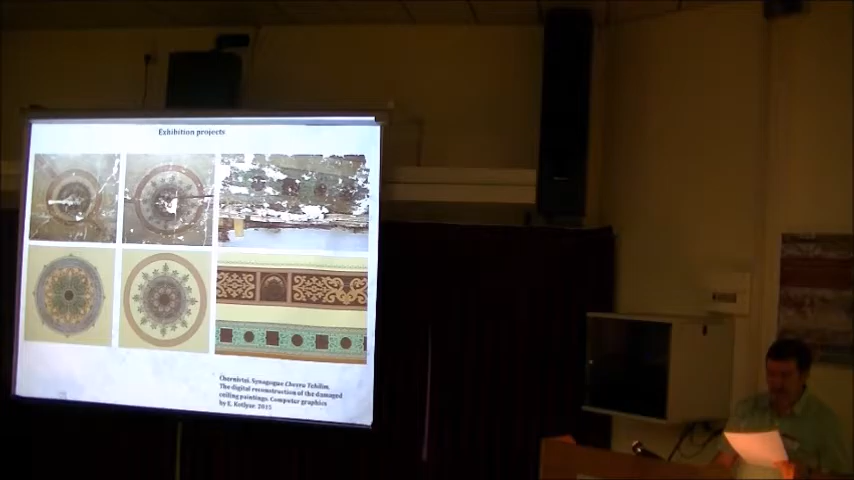 Exhibition projects
Chernivtsi. Synagogue Chevra Tehilim.
The digital reconstruction of the damaged
ceiling paintings. Computer graphics
by E. Kotlyar. 2015